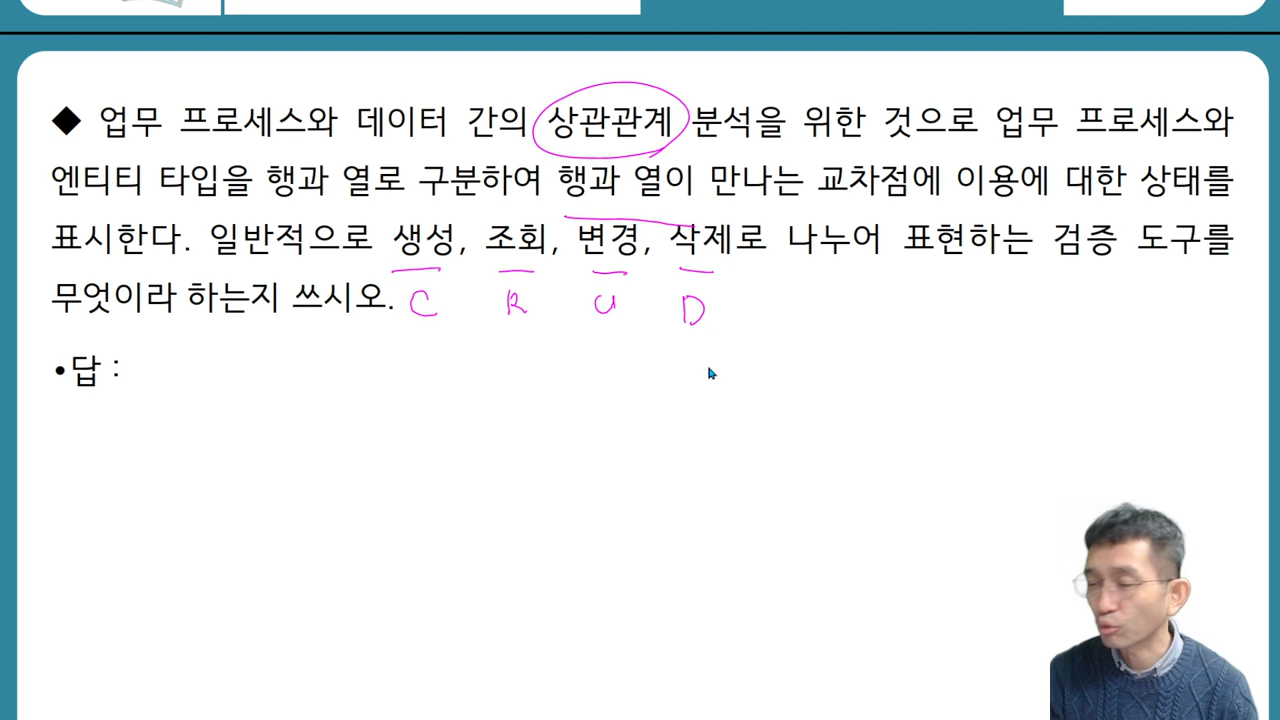 ◆ 업무 프로세스와 데이터 간의 상관관계 분석을 위한 것으로 업무 프로세스와
엔티티 타입을 행과 열로 구분하여 행과 열이 만나는 교차점에 이용에 대한 상태를
표시한다. 일반적으로 생성, 조회, 변경, 삭제로 나누어 표현하는 검증 도구를
무엇이라 하는지 쓰시오.
C R U D
•답 :